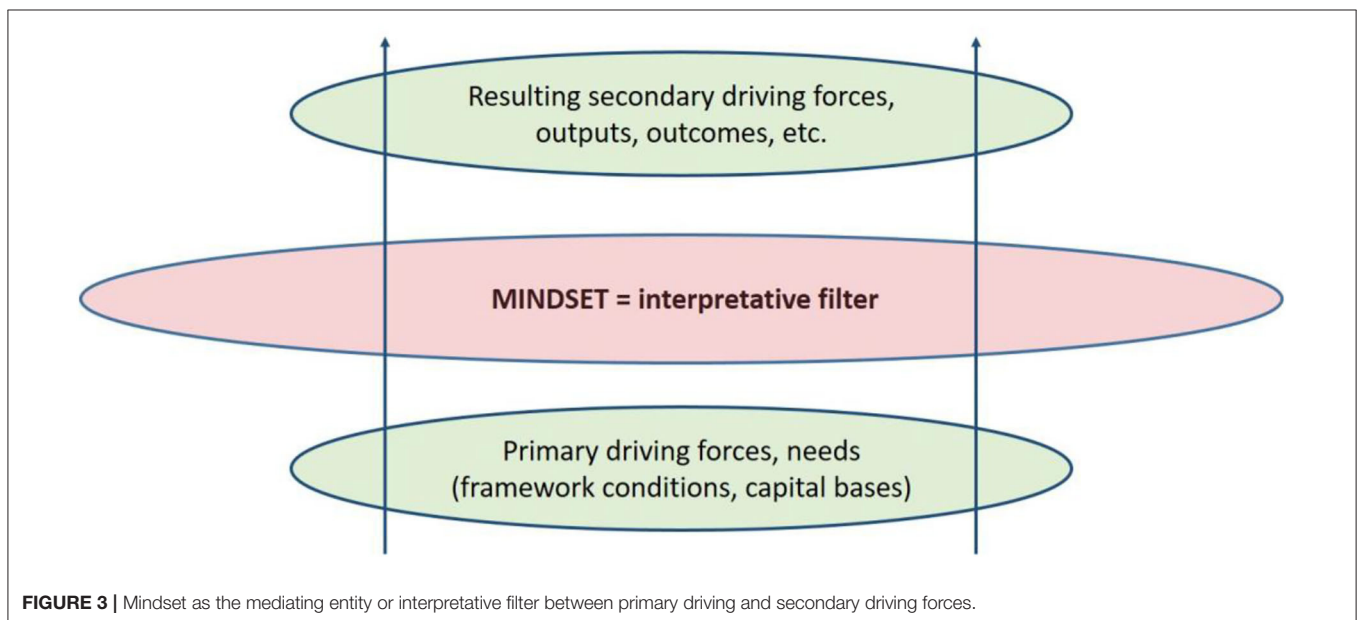 Resulting secondary driving forces,
outputs, outcomes, etc.
MINDSET = interpretative filter
Primary driving forces, needs
(framework conditions, capital bases)
FIGURE 3 | Mindset as the mediating entity or interpretative filter between primary driving and secondary driving forces.